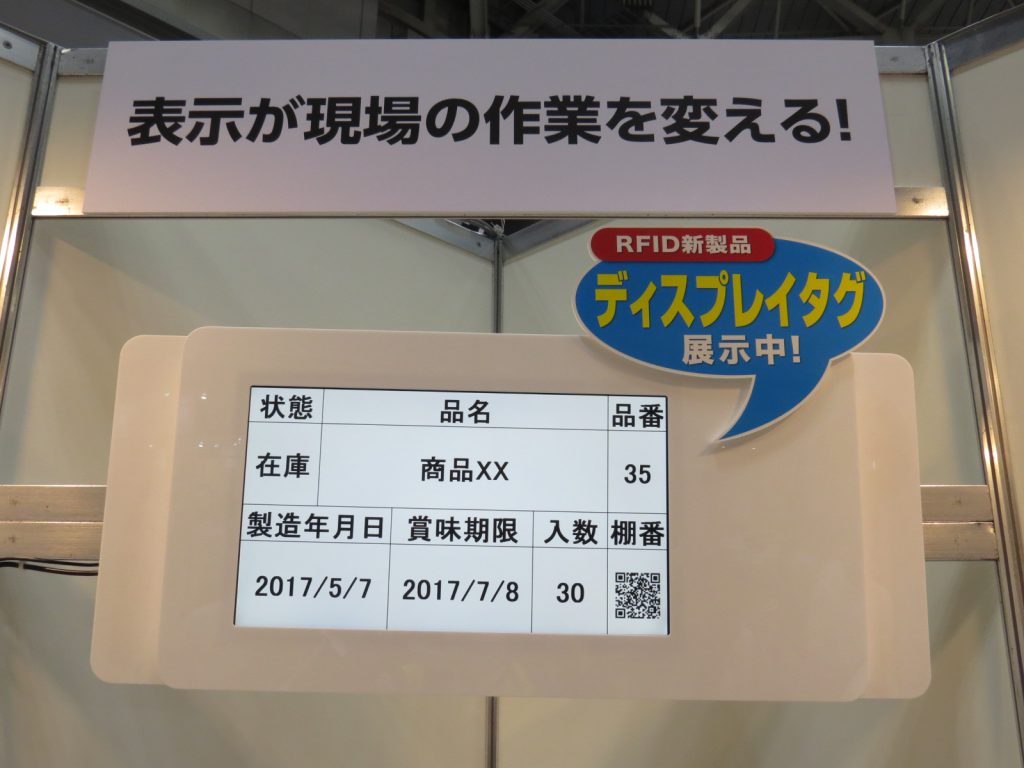 表示が現場の作業を変える!
RFID新製品
ディスプレイタグ
展示中!
状態 品名 品番
在庫 商品XX 35
製造年月日 賞味期限 入数 棚番
2017/5/7 2017/7/8 30